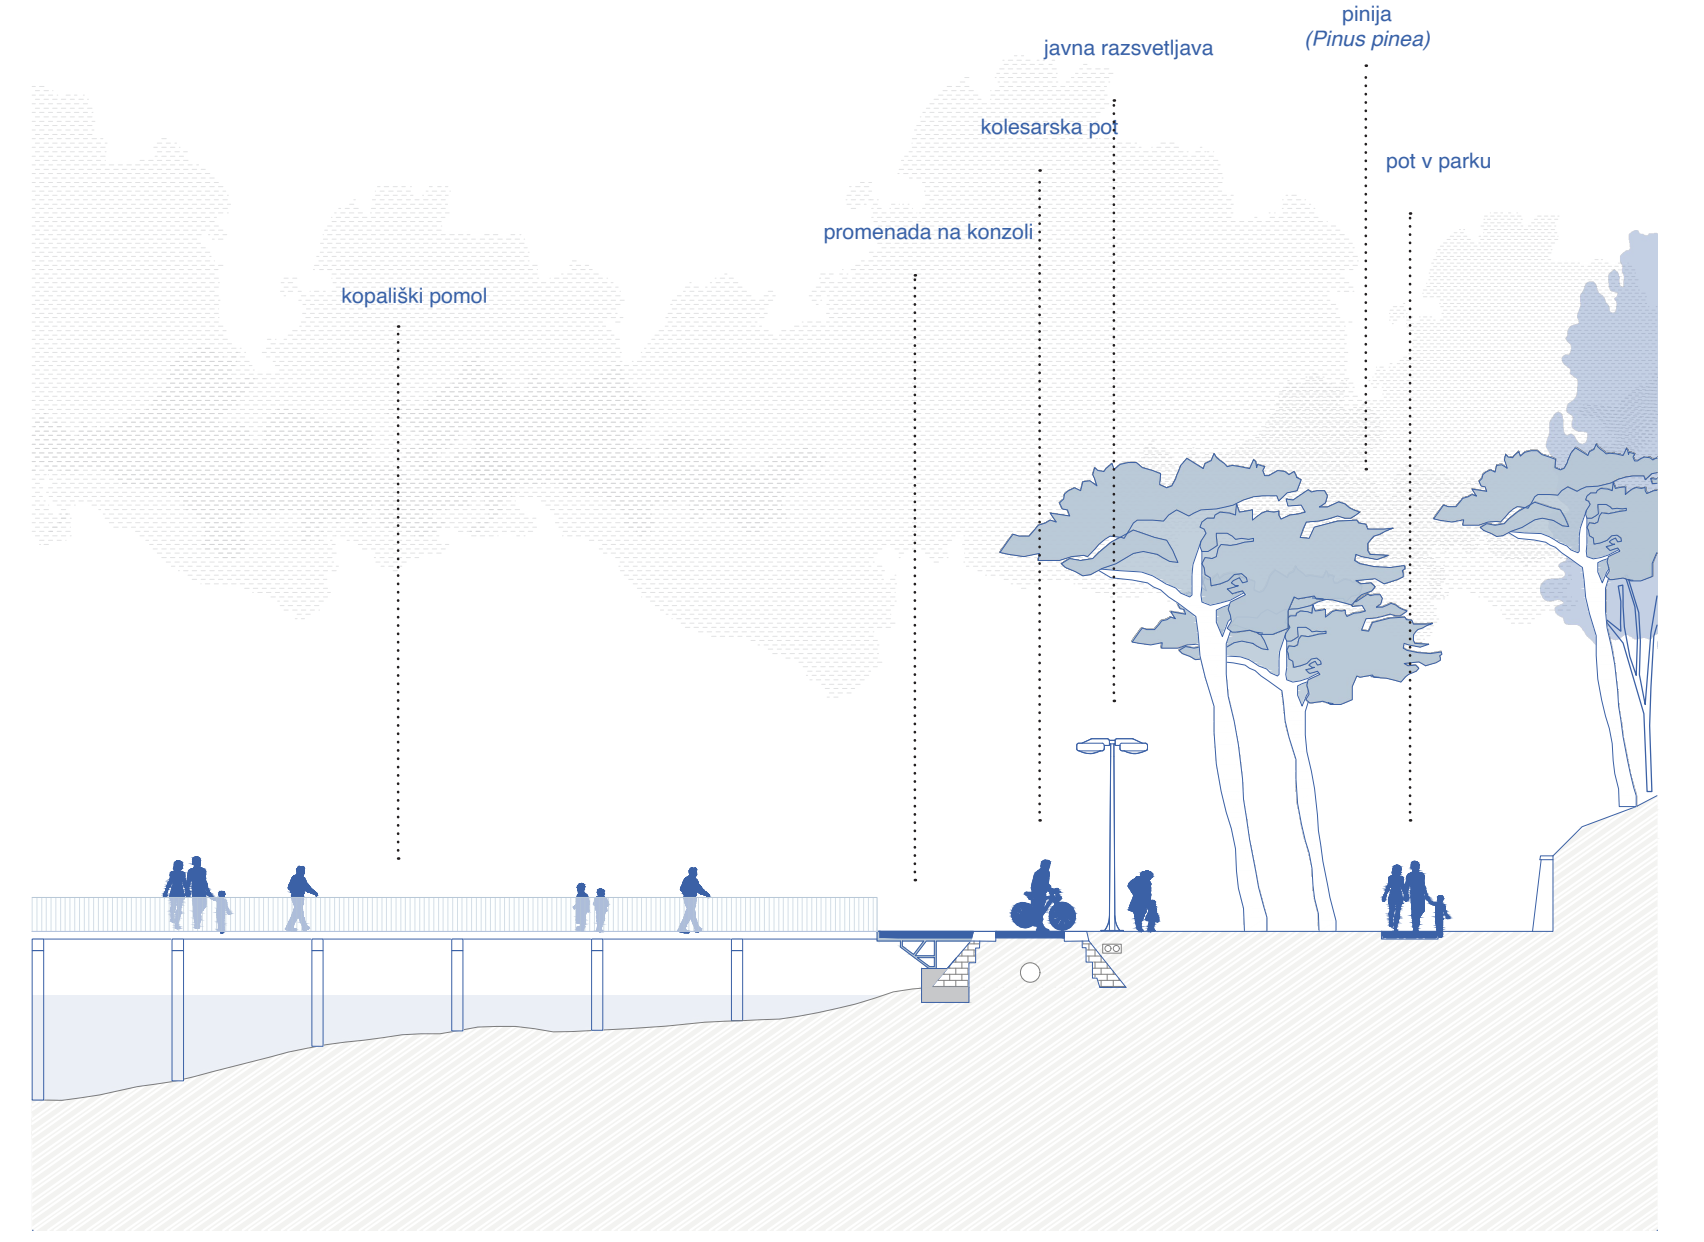 pinija
(Pinus pinea)
javna razsvetljava
kolesarska pot
pot v parku
promenada na konzoli
kopališki pomol